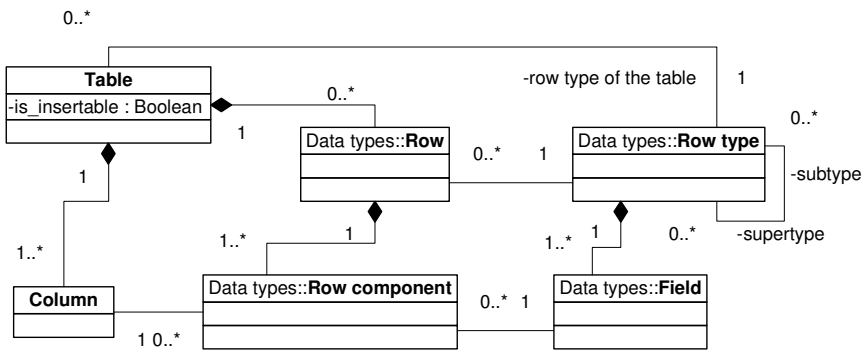 0..*
Table
-is_insertable : Boolean
-row type of the table
1
0..*
1
0..*
Data types::Row
0..*
1
Data types::Row type
-subtype
1
1..*
1
1..*
1
0..*
-supertype
1..*
Column
Data types::Row component
0..* 1
Data types::Field
1 0..*